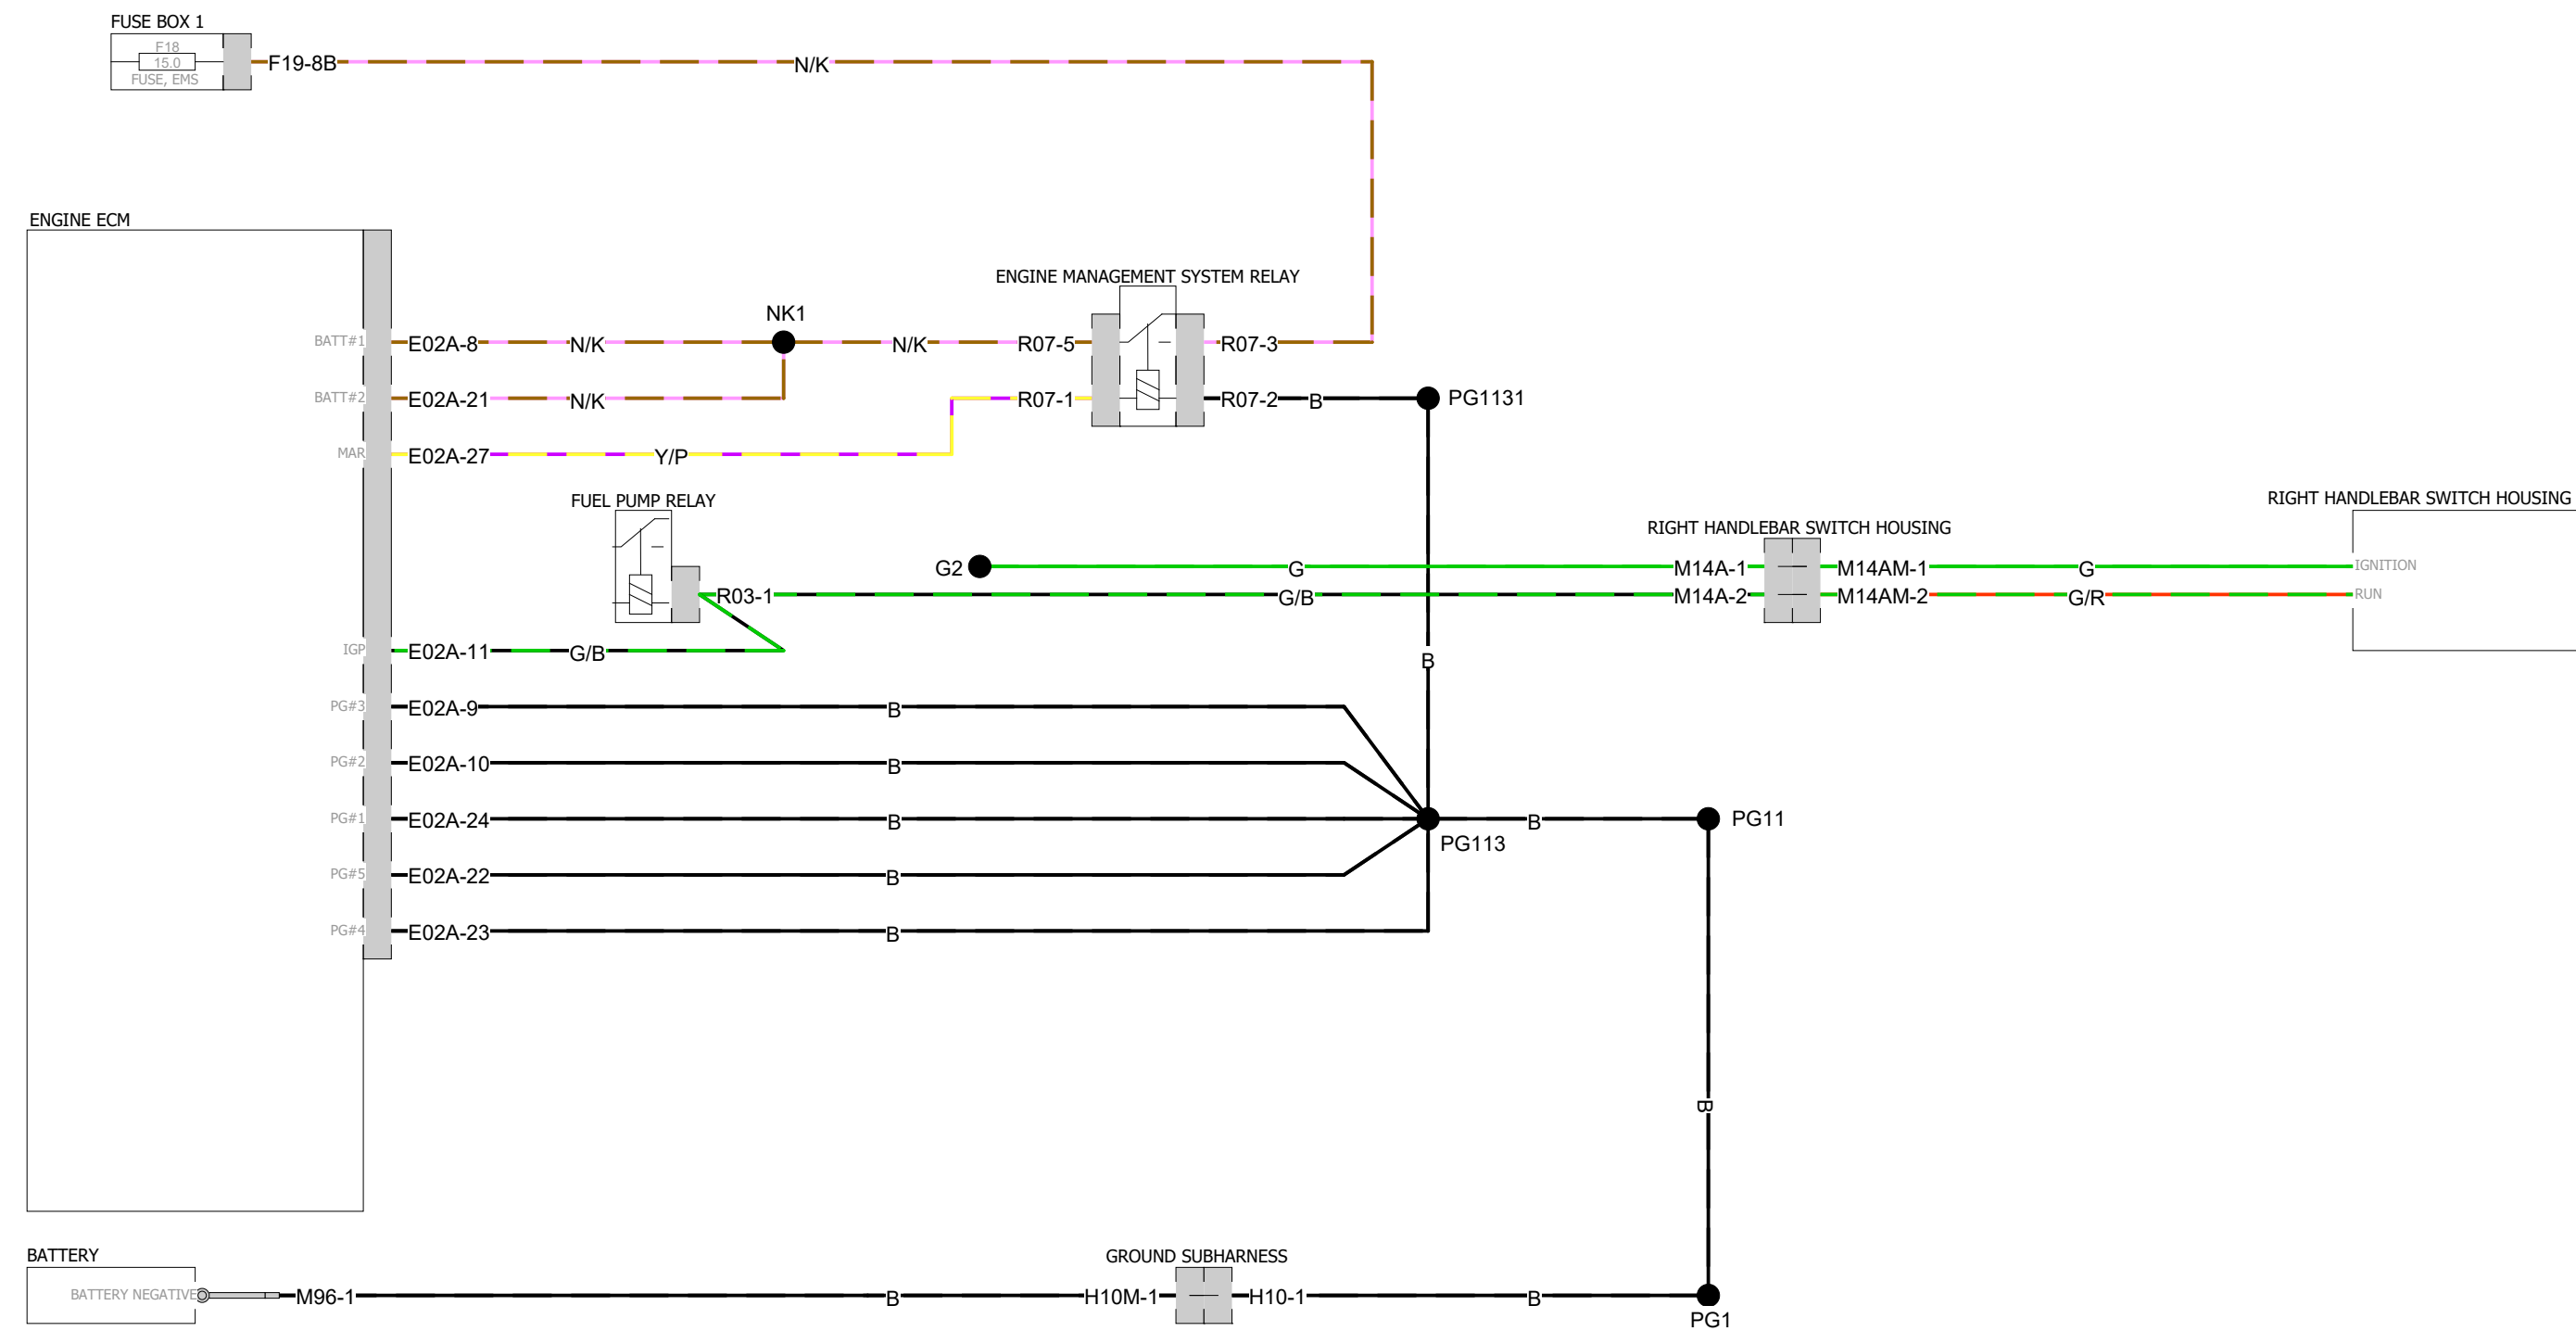 FUSE BOX 1
F18
15.0
FUSE, EMS
F19-8B
N/K
ENGINE ECM
ENGINE MANAGEMENT SYSTEM RELAY
NK1
BATT#1
E02A-8
N/K
N/K
R07-5
R07-3
BATT#2
E02A-21
N/K
R07-1
R07-2
B
PG1131
MAR
E02A-27
Y/P
FUEL PUMP RELAY
RIGHT HANDLEBAR SWITCH HOUSING
RIGHT HANDLEBAR SWITCH HOUSING
G2
G
M14A-1
M14AM-1
G
IGNITION
R03-1
G/B
M14A-2
M14AM-2
G/R
RUN
IGP
E02A-11
G/B
B
PG#3
E02A-9
B
PG#2
E02A-10
B
PG#1
E02A-24
B
B
PG11
PG113
PG#5
E02A-22
B
PG#4
E02A-23
B
B
BATTERY
GROUND SUBHARNESS
BATTERY NEGATIVE
M96-1
B
H10M-1
H10-1
B
PG1